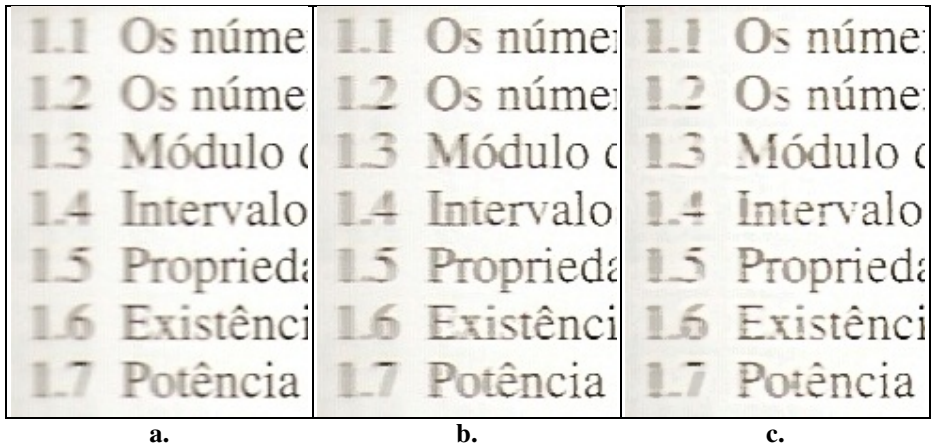 1.1 Os núme
1.2 Os núme
1.3 Módulo
1.4 Intervalo
1.5 Proprieda
1.6 Existênci
1.7 Potência
a.
1.1 Os núme
1.2 Os núme
1.3 Módulo
1.4 Intervalo
1.5 Proprieda
1.6 Existênci
1.7 Potência
b.
1.1 Os núme
1.2 Os núme
1.3 Módulo
1.4 Intervalo
1.5 Proprieda
1.6 Existênci
1.7 Potência
c.